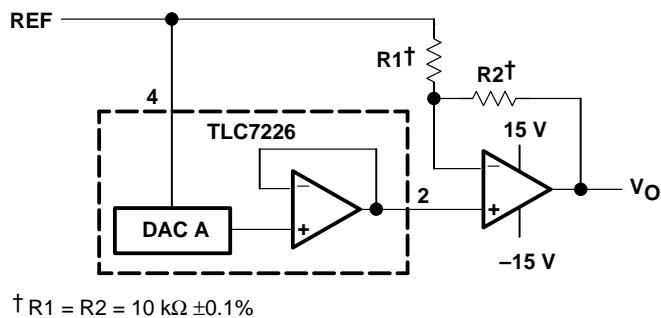 REF
R1†
R2†
4
TLC7226
15 V
–
–
2
VO
+
+
DAC A
–15 V
† R1 = R2 = 10 kΩ ±0.1%